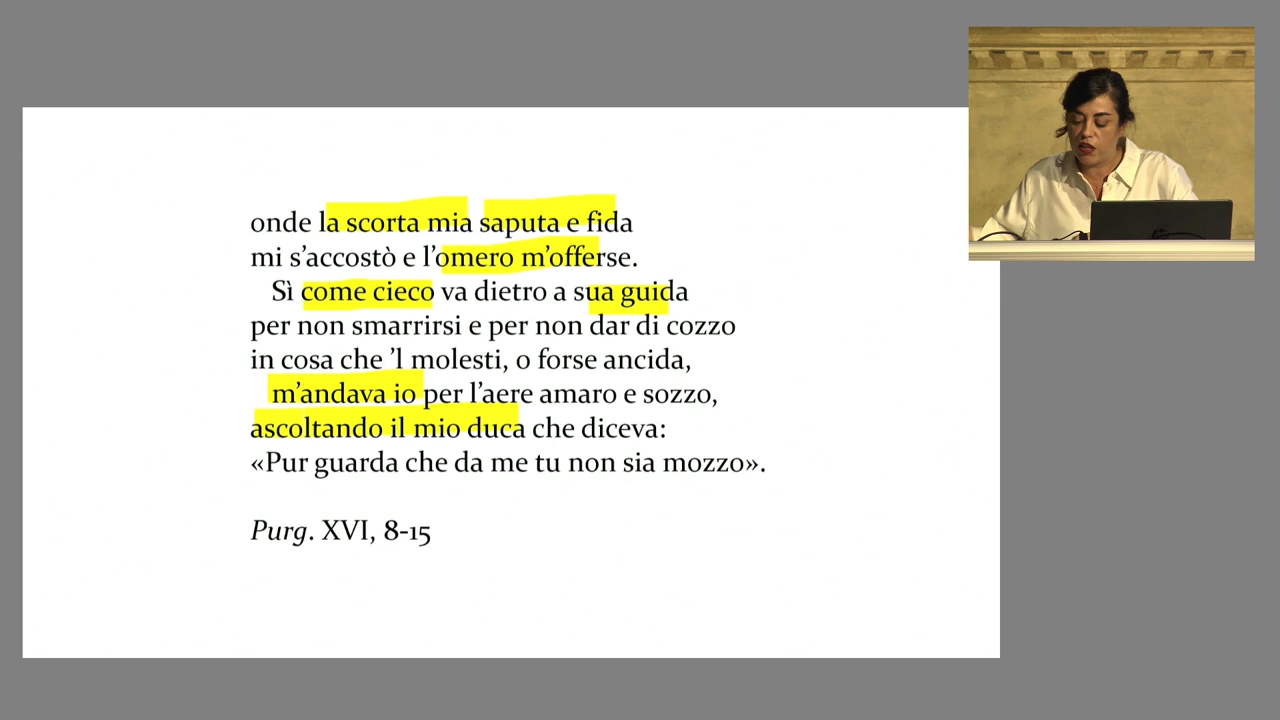 onde la scorta mia saputa e fida
mi s’accostò e l’omero m’offerse.
Sì come cieco va dietro a sua guida
per non smarrirsi e per non dar di cozzo
in cosa che ’l molesti, o forse ancida,
m’andava io per l’aere amaro e sozzo,
ascoltando il mio duca che diceva:
«Pur guarda che da me tu non sia mozzo».
Purg. XVI, 8-15